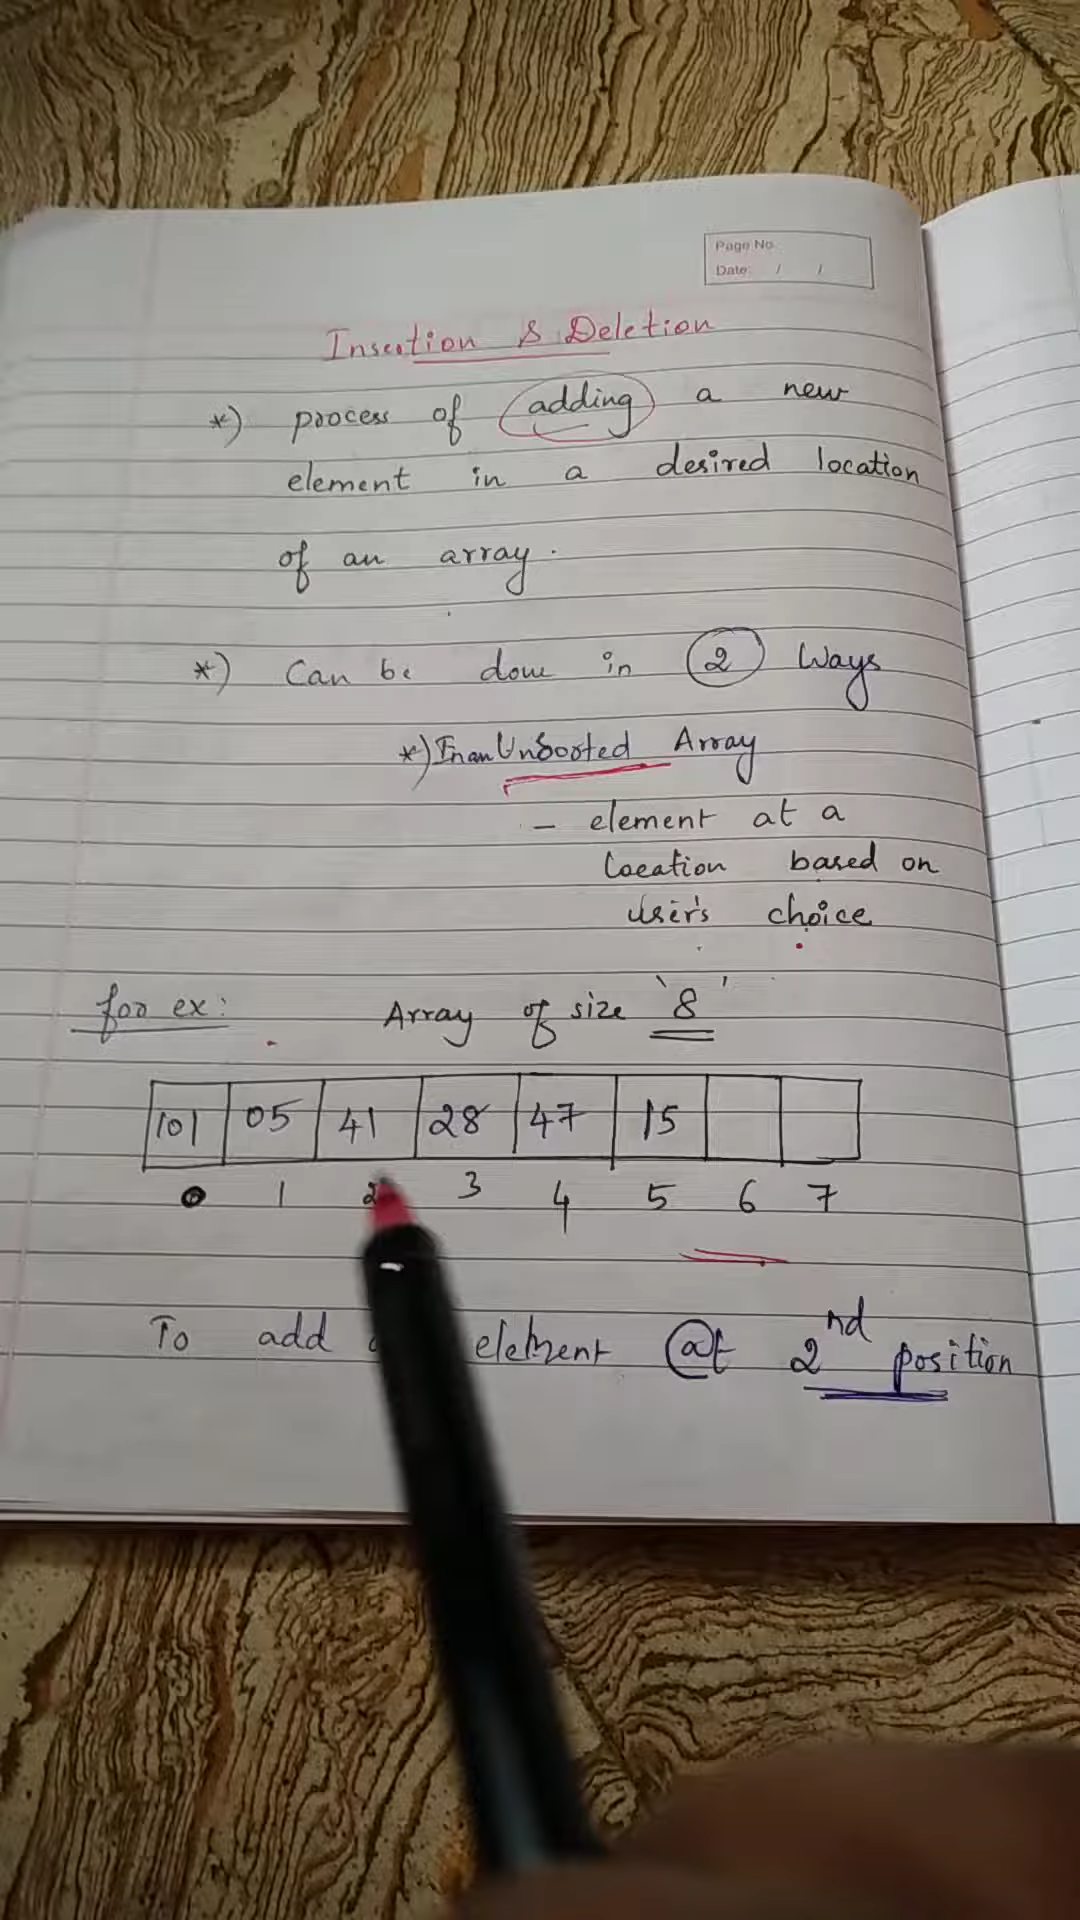 Page No.
Date: / /
Insertion & Deletion
*) process of adding a new
element in a desired location
of an array.
*) Can be done in 2 Ways
*) In an UnSorted Array
- element at a
Location based on
user's choice
for ex: Array of size '8'
101 05 41 28 47 15
0 1 2 3 4 5 6 7
To add element @ 2nd position